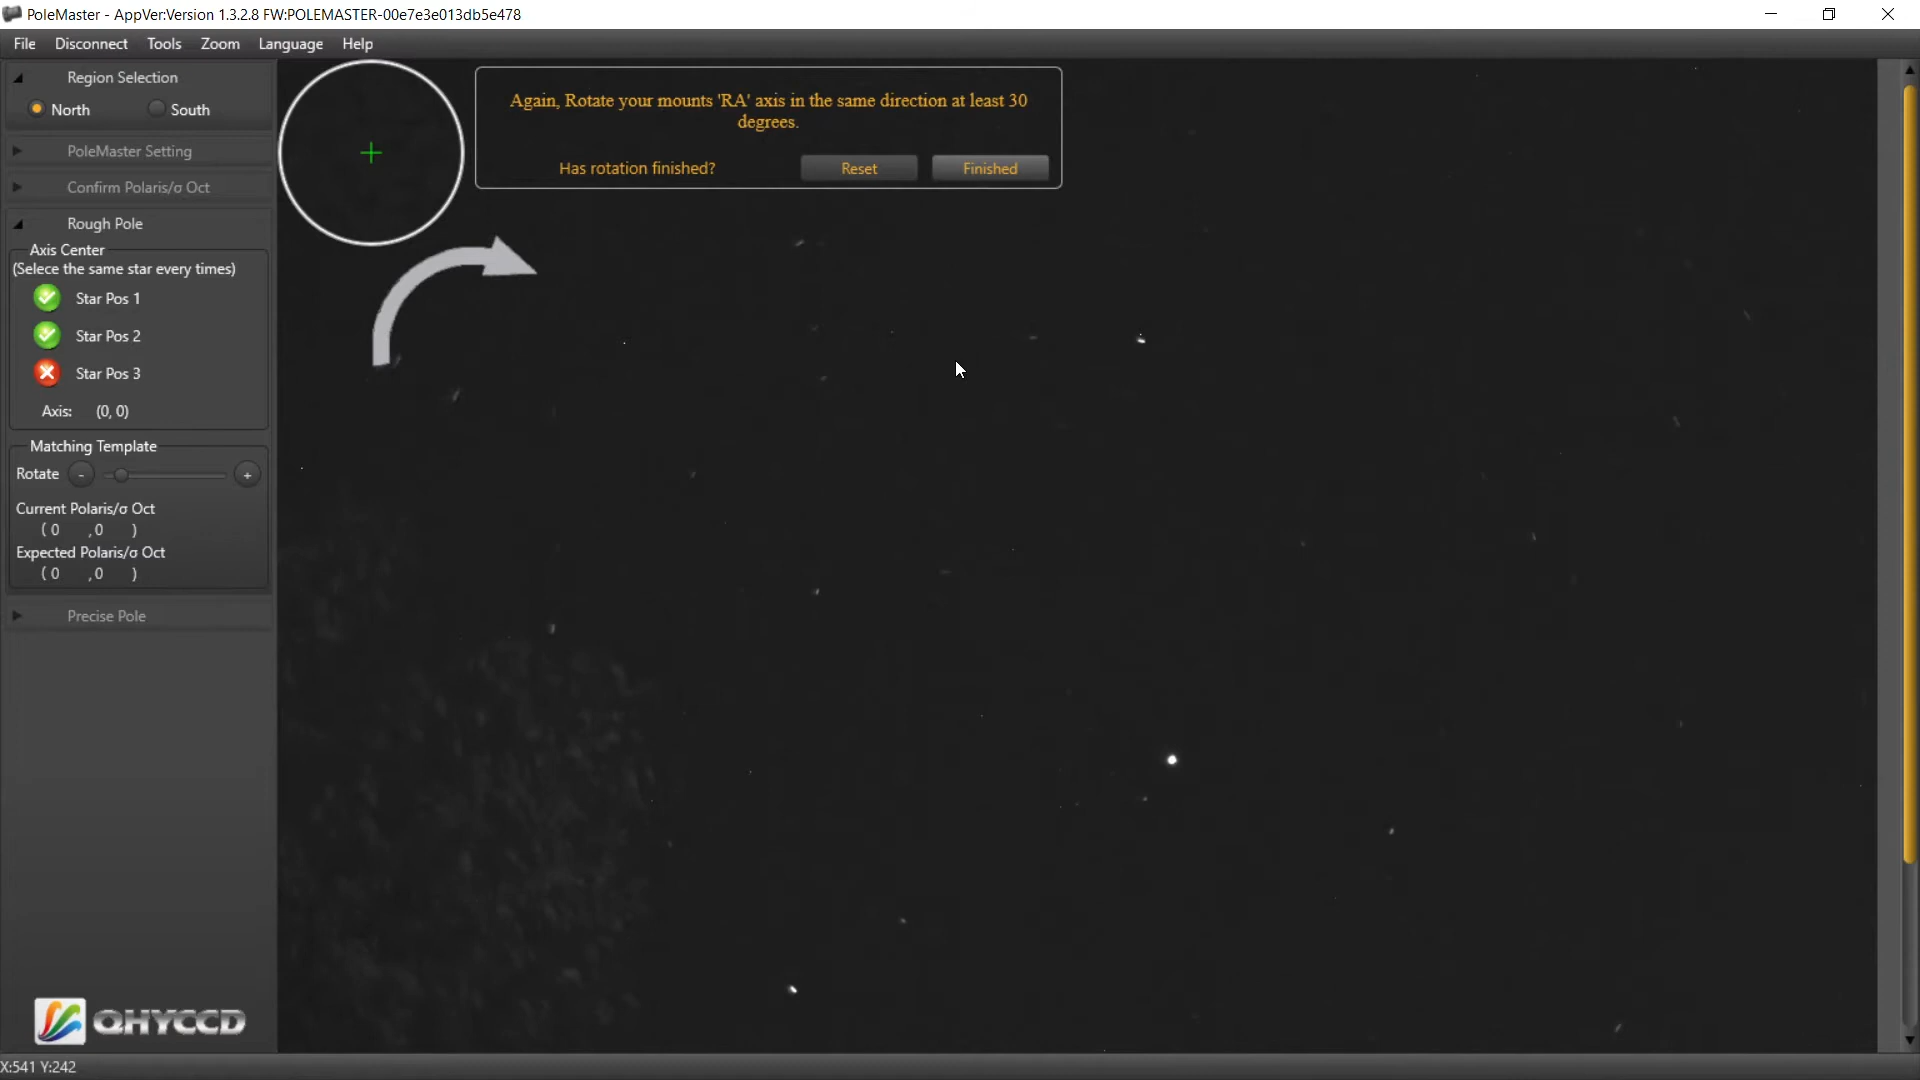 PoleMaster - AppVer:Version 1.3.2.8 FW:POLEMASTER-00e7e3e013db5e478
File Disconnect Tools Zoom Language Help
Region Selection
North South
PoleMaster Setting
Confirm Polaris/σ Oct
Rough Pole
Axis Center
(Selece the same star every times)
Star Pos 1
Star Pos 2
Star Pos 3
Axis: (0, 0)
Matching Template
Rotate - +
Current Polaris/σ Oct
( 0 ,0 )
Expected Polaris/σ Oct
( 0 ,0 )
Precise Pole
QHYCCD
X:541 Y:242
Again, Rotate your mounts 'RA' axis in the same direction at least 30
degrees.
Has rotation finished? Reset Finished